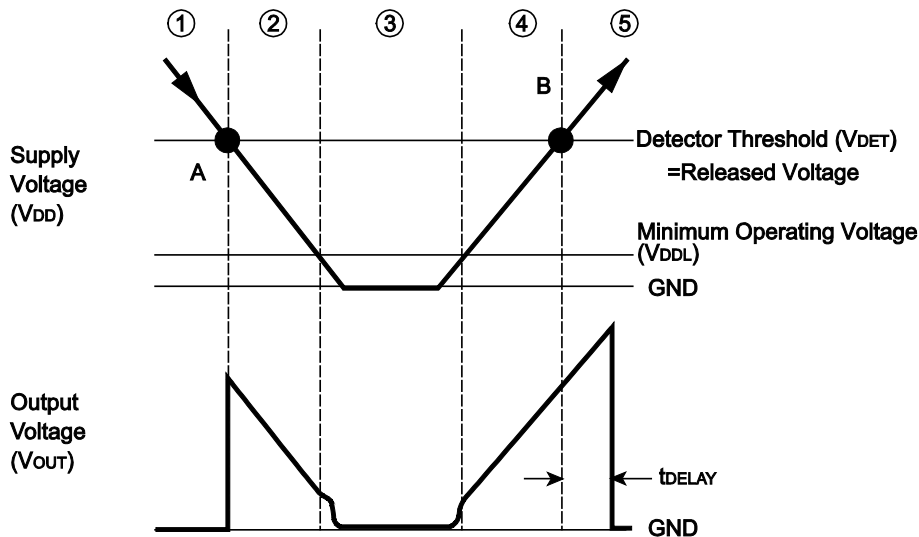 ① ② ③ ④ ⑤
B
Detector Threshold (VDET)
=Released Voltage
A
Supply
Voltage
(VDD)
Minimum Operating Voltage
(VDDL)
GND
Output
Voltage
(VOUT)
tDELAY
GND